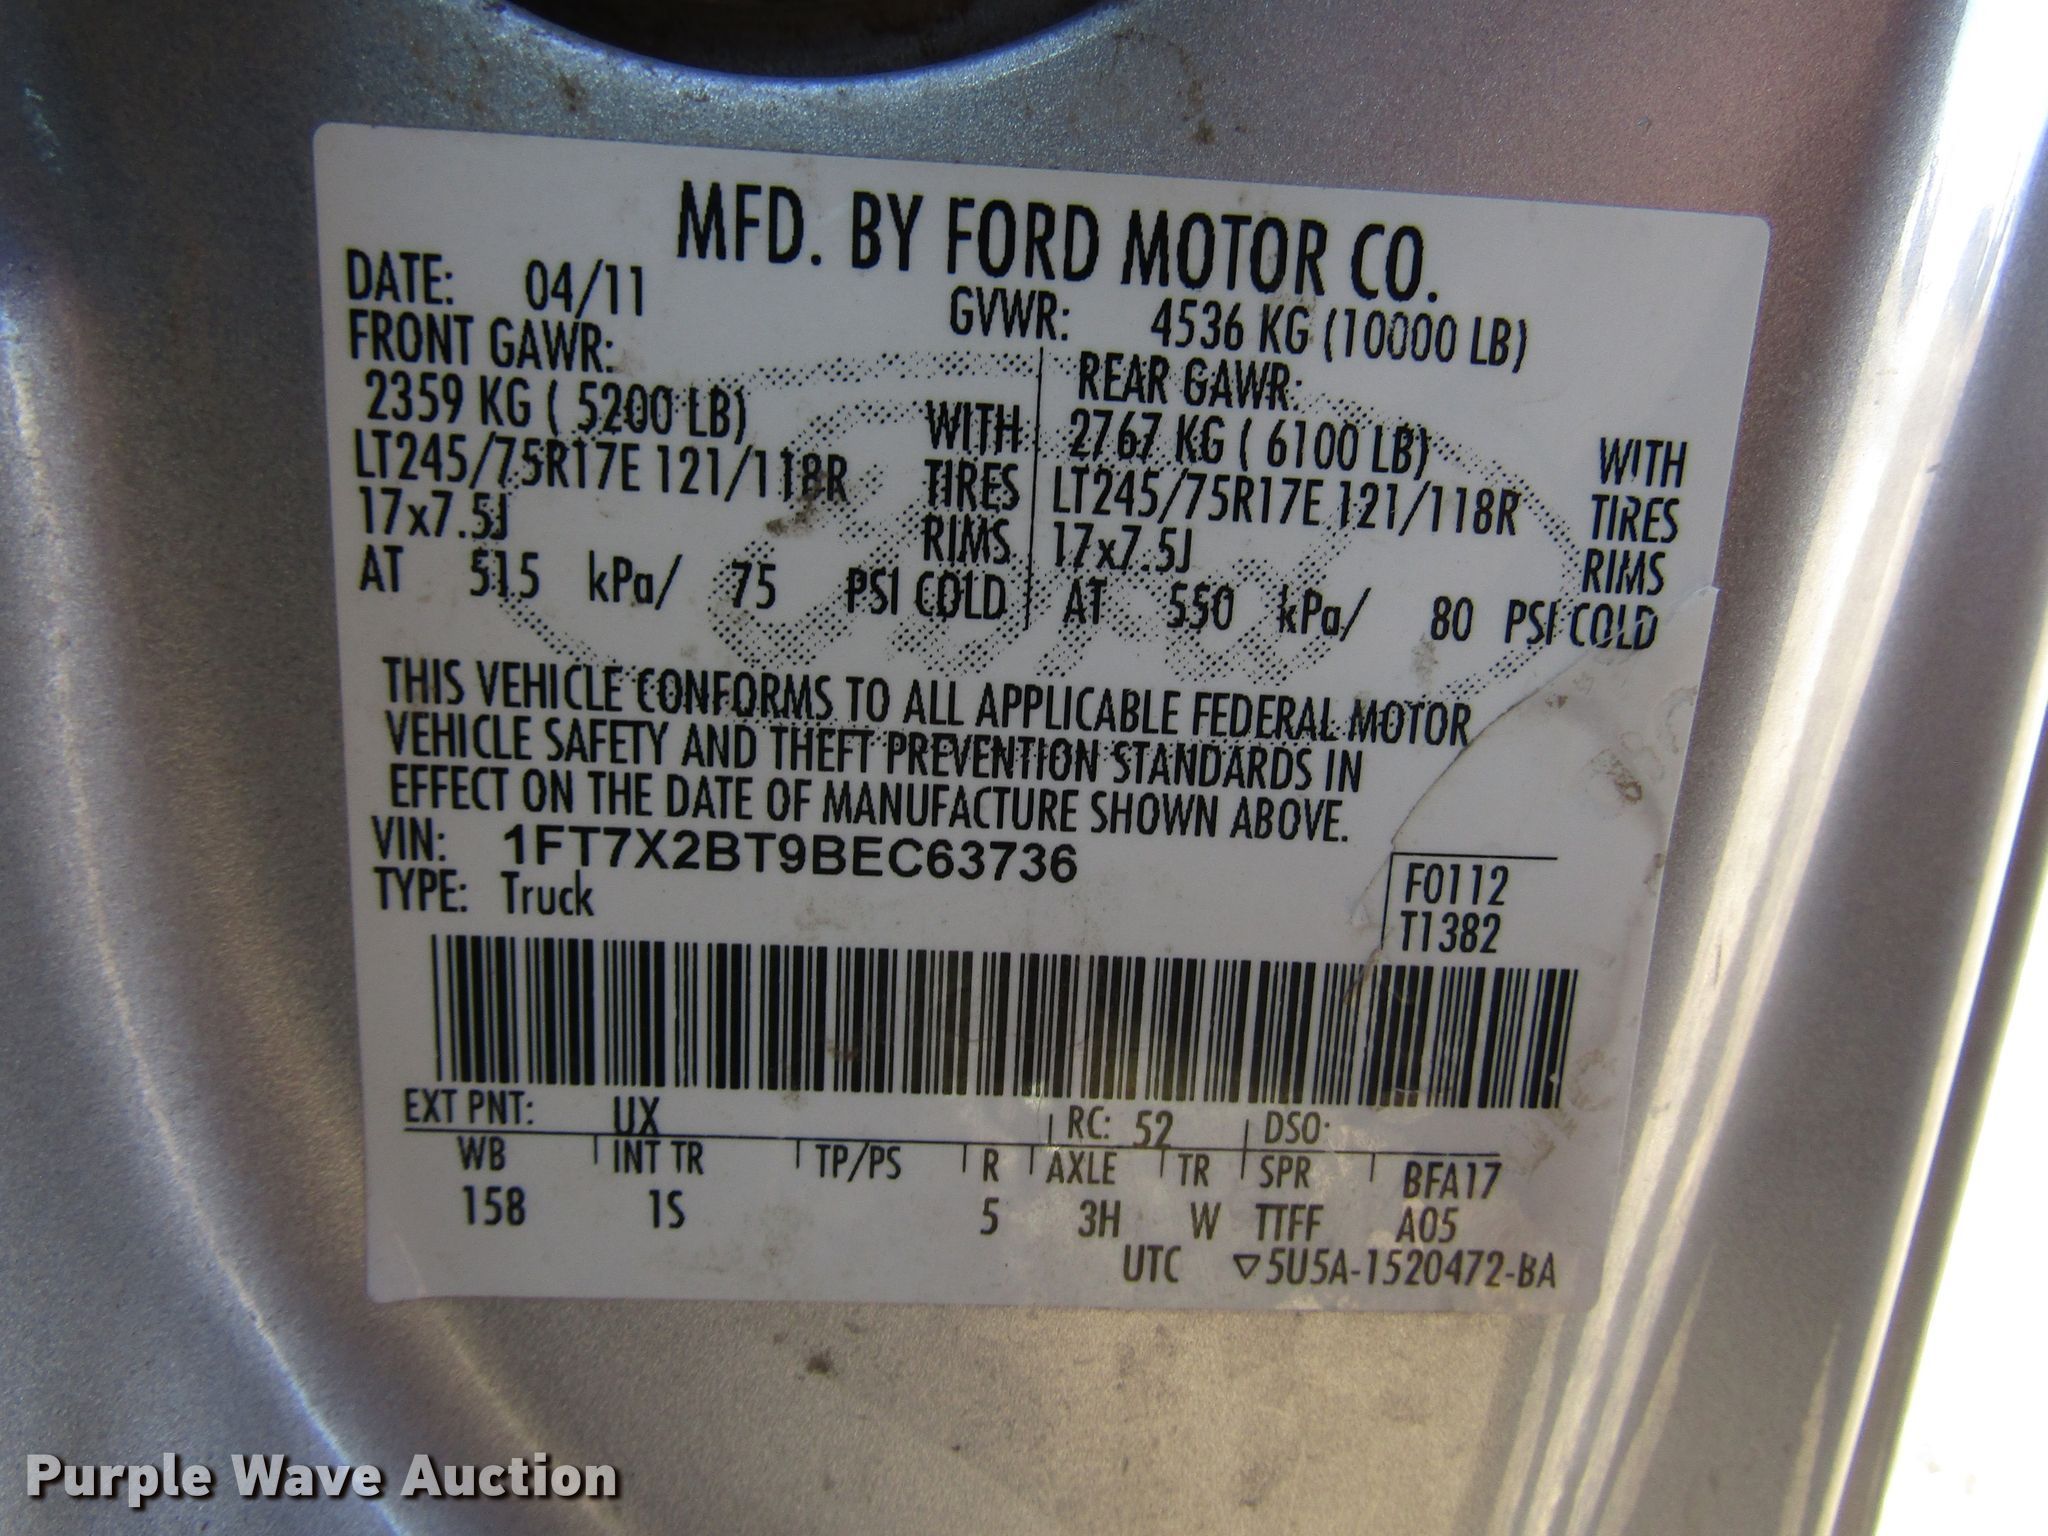 MFD. BY FORD MOTOR CO.
DATE: 04/11 GVWR: 4536 KG (10000 LB)
FRONT GAWR: REAR GAWR:
2359 KG ( 5200 LB) WITH 2767 KG ( 6100 LB) WITH
LT245/75R17E 121/118R TIRES LT245/75R17E 121/118R TIRES
17x7.5J RIMS 17x7.5J RIMS
AT 515 kPa/ 75 PSI COLD AT 550 kPa/ 80 PSI COLD
THIS VEHICLE CONFORMS TO ALL APPLICABLE FEDERAL MOTOR
VEHICLE SAFETY AND THEFT PREVENTION STANDARDS IN
EFFECT ON THE DATE OF MANUFACTURE SHOWN ABOVE.
VIN: 1FT7X2BT9BEC63736
TYPE: Truck F0112
T1382
EXT PNT: UX RC: 52 DSO:
WB INT TR TP/PS R AXLE TR SPR BFA17
158 1S 5 3H W TTFF A05
UTC ▽5U5A-1520472-BA
Purple Wave Auction